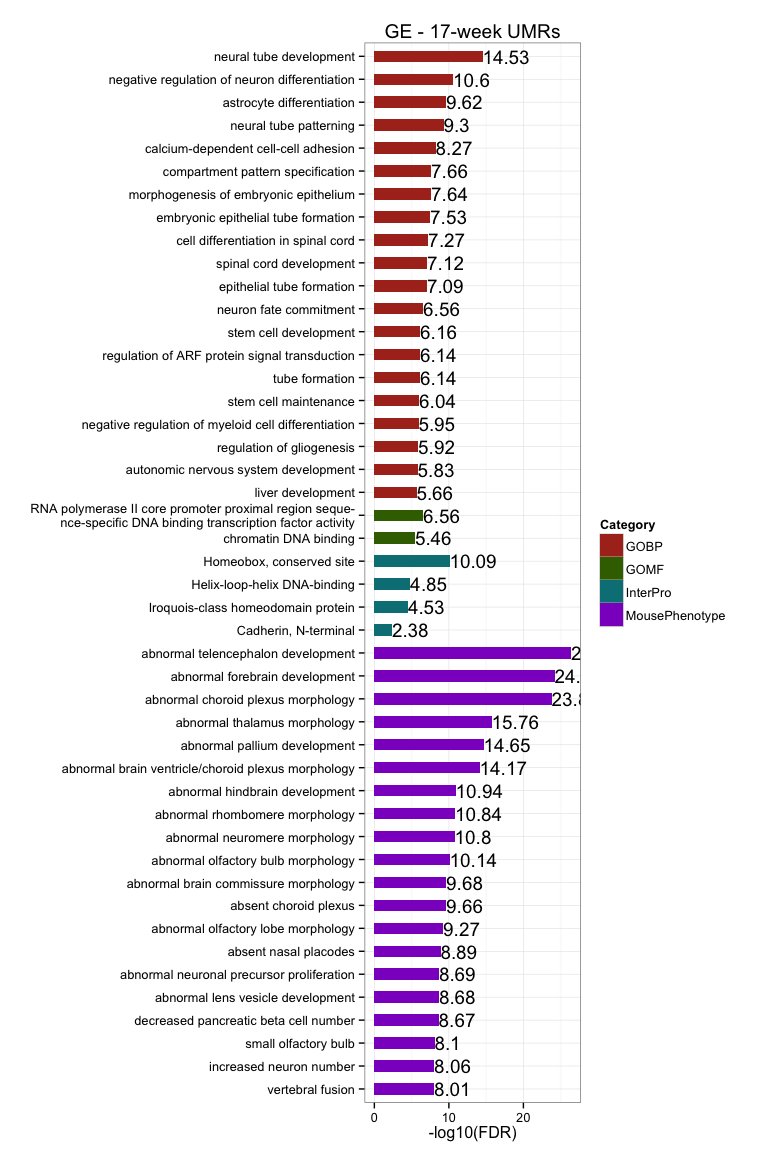 GE - 17-week UMRs
neural tube development 14.53
negative regulation of neuron differentiation 10.6
astrocyte differentiation 9.62
neural tube patterning 9.3
calcium-dependent cell-cell adhesion 8.27
compartment pattern specification 7.66
morphogenesis of embryonic epithelium 7.64
embryonic epithelial tube formation 7.53
cell differentiation in spinal cord 7.27
spinal cord development 7.12
epithelial tube formation 7.09
neuron fate commitment 6.56
stem cell development 6.16
regulation of ARF protein signal transduction 6.14
tube formation 6.14
stem cell maintenance 6.04
negative regulation of myeloid cell differentiation 5.95
regulation of gliogenesis 5.92
autonomic nervous system development 5.83
liver development 5.66
RNA polymerase II core promoter proximal region seque-
nce-specific DNA binding transcription factor activity 6.56
chromatin DNA binding 5.46
Homeobox, conserved site 10.09
Helix-loop-helix DNA-binding 4.85
Iroquois-class homeodomain protein 4.53
Cadherin, N-terminal 2.38
abnormal telencephalon development 2
abnormal forebrain development 24.
abnormal choroid plexus morphology 23.8
abnormal thalamus morphology 15.76
abnormal pallium development 14.65
abnormal brain ventricle/choroid plexus morphology 14.17
abnormal hindbrain development 10.94
abnormal rhombomere morphology 10.84
abnormal neuromere morphology 10.8
abnormal olfactory bulb morphology 10.14
abnormal brain commissure morphology 9.68
absent choroid plexus 9.66
abnormal olfactory lobe morphology 9.27
absent nasal placodes 8.89
abnormal neuronal precursor proliferation 8.69
abnormal lens vesicle development 8.68
decreased pancreatic beta cell number 8.67
small olfactory bulb 8.1
increased neuron number 8.06
vertebral fusion 8.01
0 10 20
-log10(FDR)
Category
GOBP
GOMF
InterPro
MousePhenotype